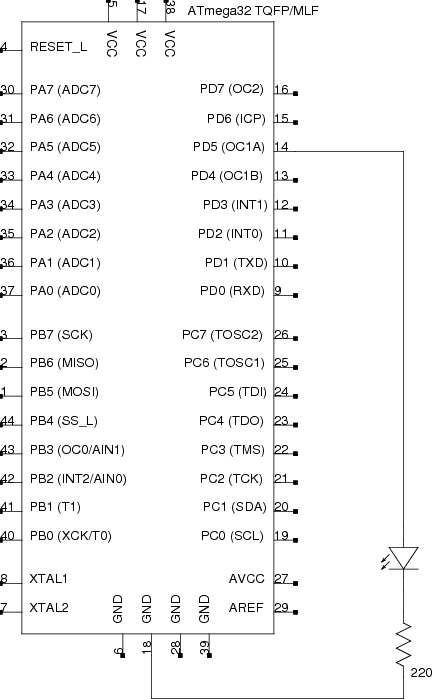 ATmega32 TQFP/MLF
5 17 38
VCC VCC VCC
4 RESET_L
30 PA7 (ADC7) PD7 (OC2) 16
31 PA6 (ADC6) PD6 (ICP) 15
32 PA5 (ADC5) PD5 (OC1A) 14
33 PA4 (ADC4) PD4 (OC1B) 13
34 PA3 (ADC3) PD3 (INT1) 12
35 PA2 (ADC2) PD2 (INT0) 11
36 PA1 (ADC1) PD1 (TXD) 10
37 PA0 (ADC0) PD0 (RXD) 9
3 PB7 (SCK) PC7 (TOSC2) 26
2 PB6 (MISO) PC6 (TOSC1) 25
1 PB5 (MOSI) PC5 (TDI) 24
44 PB4 (SS_L) PC4 (TDO) 23
43 PB3 (OC0/AIN1) PC3 (TMS) 22
42 PB2 (INT2/AIN0) PC2 (TCK) 21
41 PB1 (T1) PC1 (SDA) 20
40 PB0 (XCK/T0) PC0 (SCL) 19
8 XTAL1 AVCC 27
7 XTAL2 AREF 29
GND GND GND GND
6 18 28 39
220